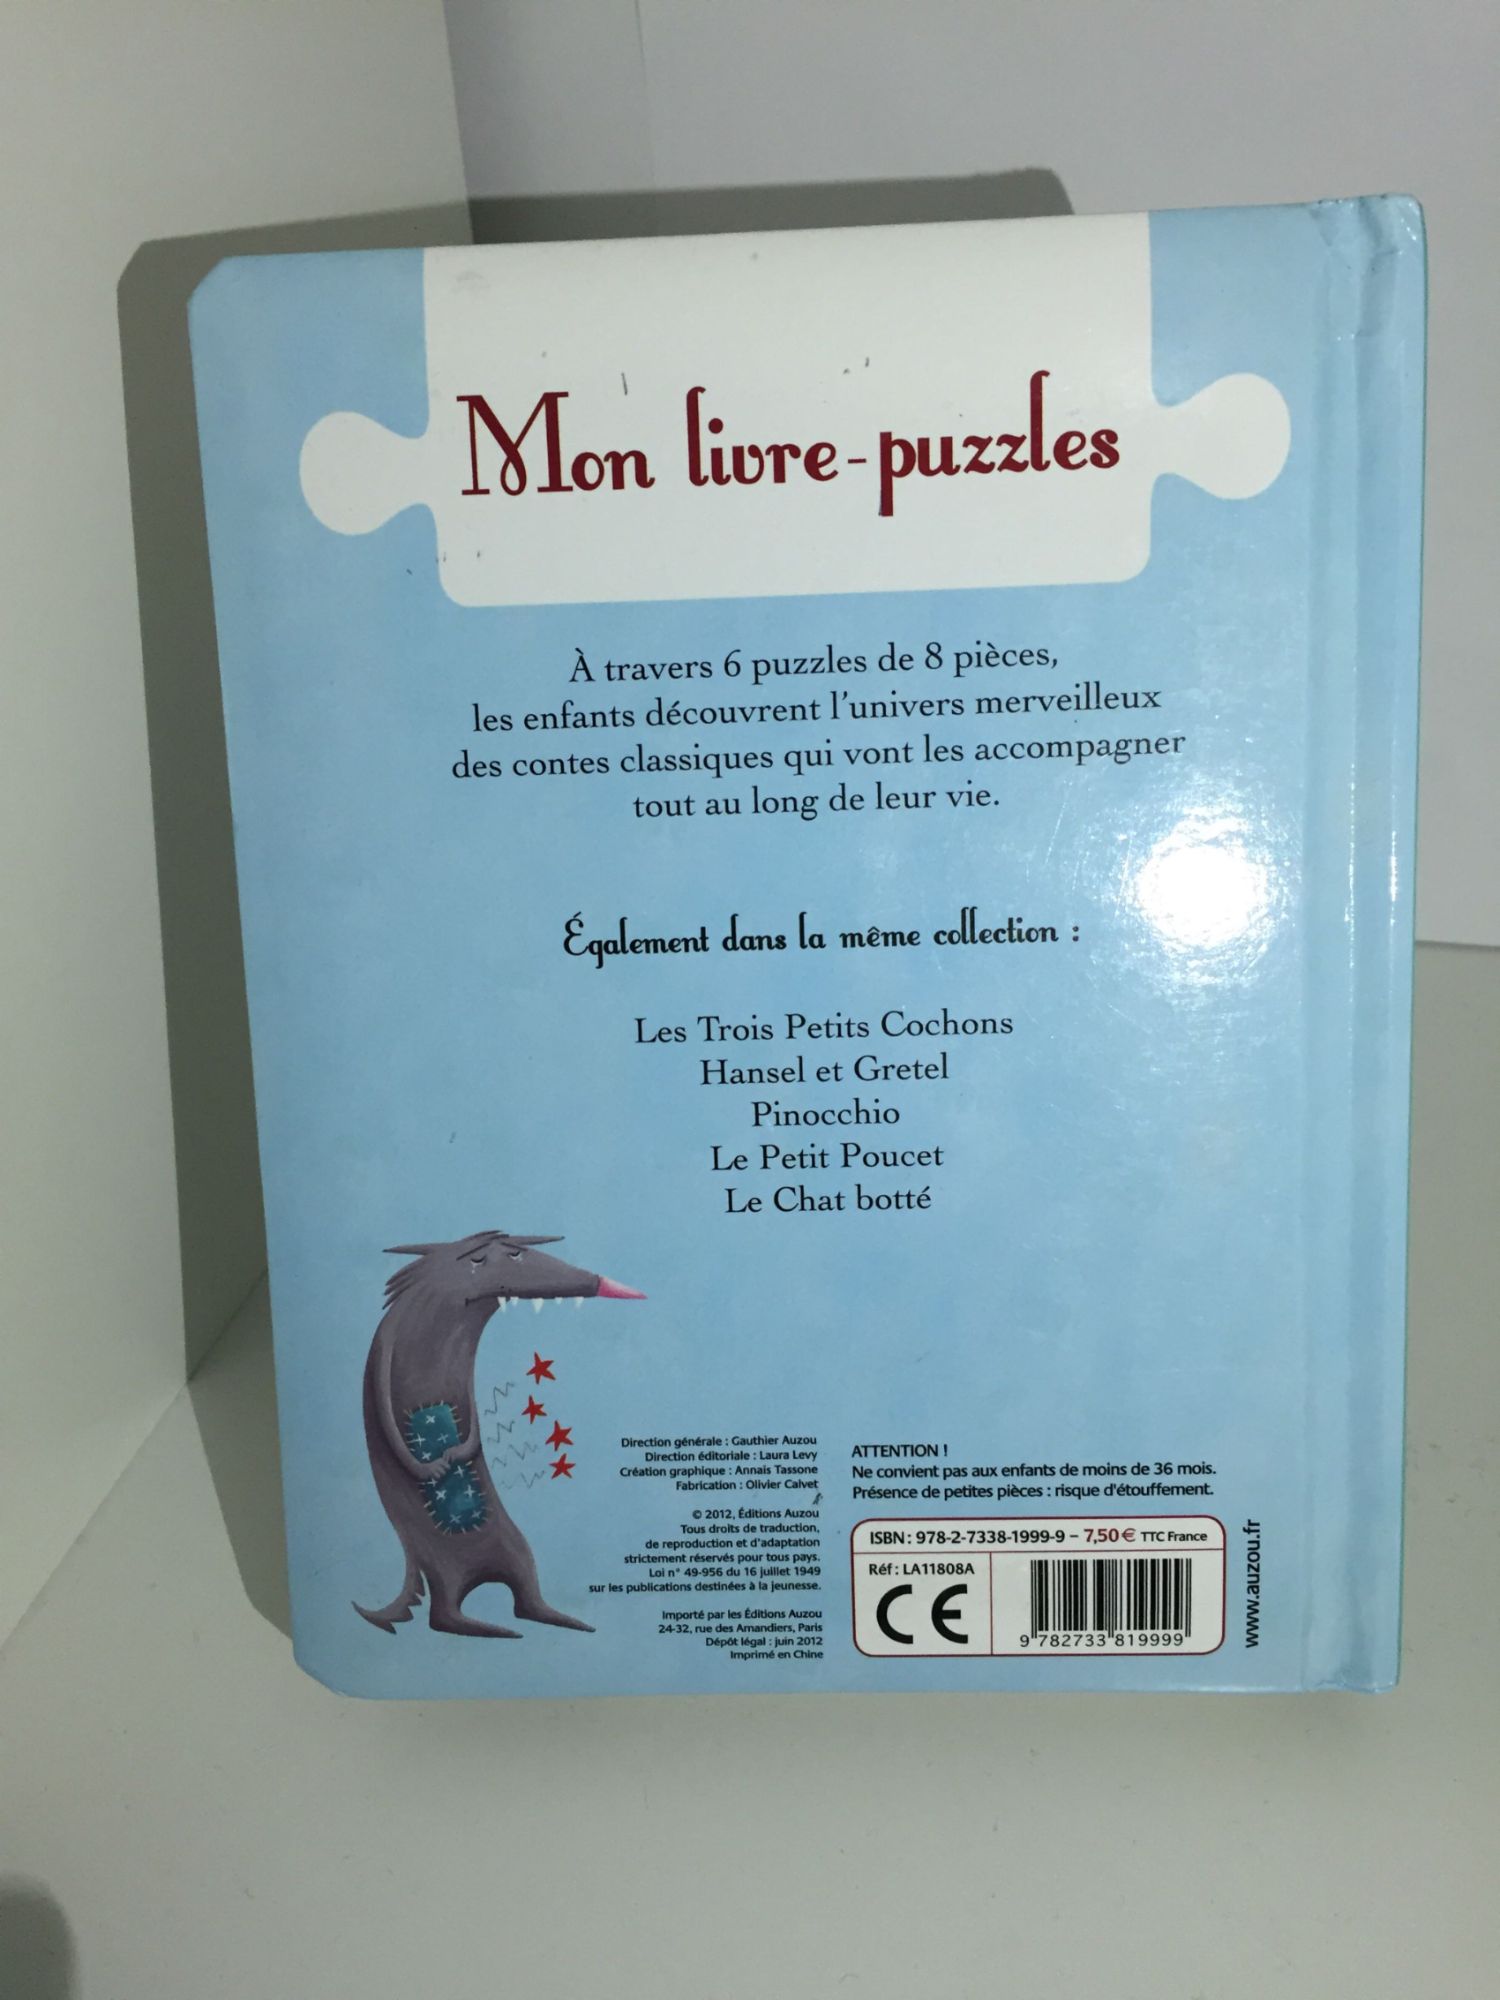 Mon livre-puzzles
À travers 6 puzzles de 8 pièces,
les enfants découvrent l'univers merveilleux
des contes classiques qui vont les accompagner
tout au long de leur vie.
Également dans la même collection :
Les Trois Petits Cochons
Hansel et Gretel
Pinocchio
Le Petit Poucet
Le Chat botté
Direction générale : Gauthier Auzou
Direction éditoriale : Laura Levy
Création graphique : Annais Tassone
Fabrication : Olivier Calvet
© 2012, Éditions Auzou
Tous droits de traduction,
de reproduction et d'adaptation
strictement réservés pour tous pays.
Loi n° 49-956 du 16 juillet 1949
sur les publications destinées à la jeunesse.
Importé par les Éditions Auzou
24-32, rue des Amandiers, Paris
Dépôt légal : juin 2012
Imprimé en Chine
ATTENTION !
Ne convient pas aux enfants de moins de 36 mois.
Présence de petites pièces : risque d'étouffement.
ISBN : 978-2-7338-1999-9 – 7,50 € TTC France
Réf : LA11808A
CE
9 782733 819999
www.auzou.fr